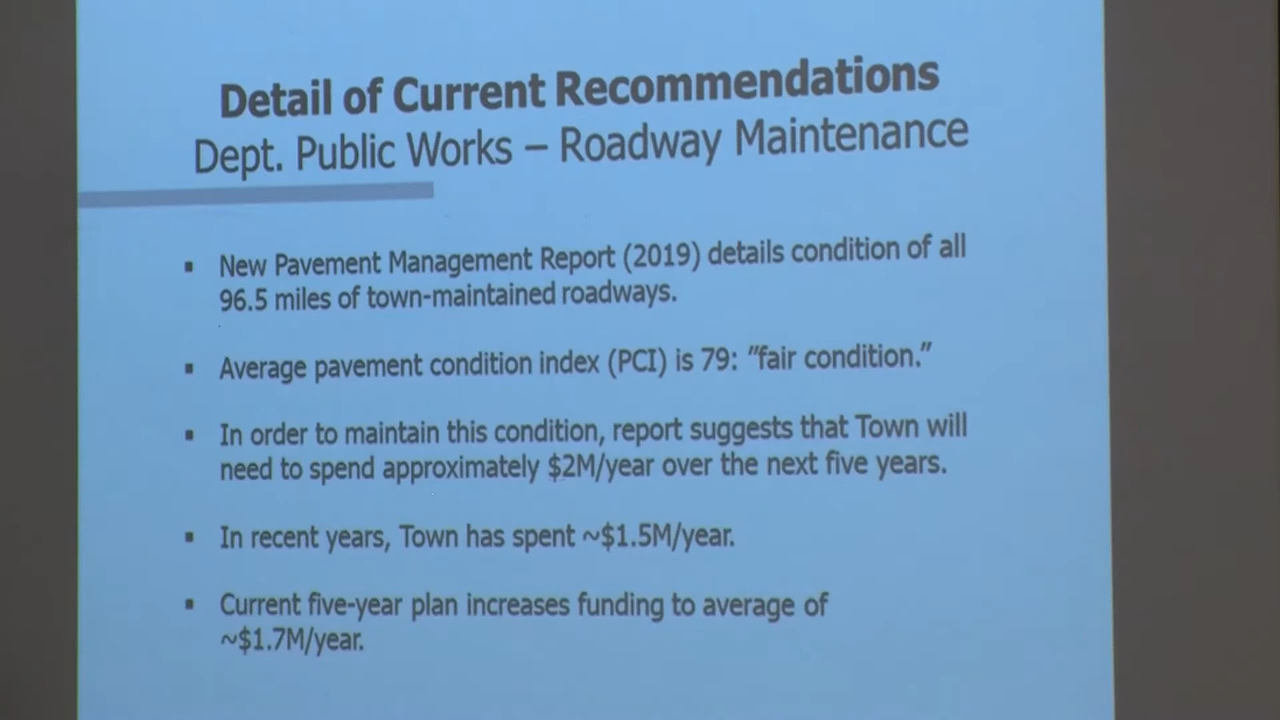 Detail of Current Recommendations
Dept. Public Works – Roadway Maintenance
▪ New Pavement Management Report (2019) details condition of all
96.5 miles of town-maintained roadways.
▪ Average pavement condition index (PCI) is 79: "fair condition."
▪ In order to maintain this condition, report suggests that Town will
need to spend approximately $2M/year over the next five years.
▪ In recent years, Town has spent ~$1.5M/year.
▪ Current five-year plan increases funding to average of
~$1.7M/year.